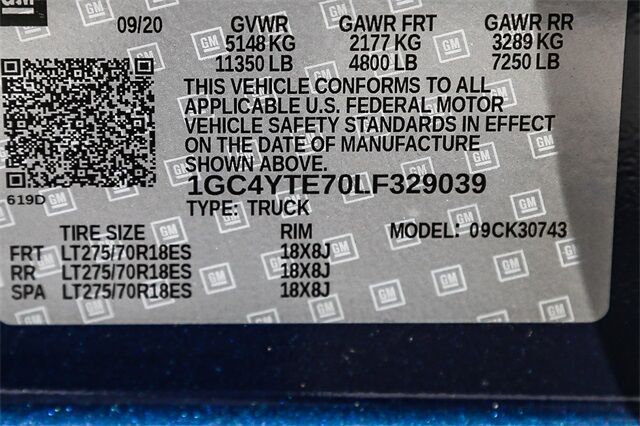 GM
09/20 GVWR GAWR FRT GAWR RR
5148 KG 2177 KG 3289 KG
11350 LB 4800 LB 7250 LB
THIS VEHICLE CONFORMS TO ALL
APPLICABLE U.S. FEDERAL MOTOR
VEHICLE SAFETY STANDARDS IN EFFECT
ON THE DATE OF MANUFACTURE
SHOWN ABOVE.
619D
1GC4YTE70LF329039
TYPE: TRUCK
TIRE SIZE RIM MODEL: 09CK30743
FRT LT275/70R18ES 18X8J
RR LT275/70R18ES 18X8J
SPA LT275/70R18ES 18X8J